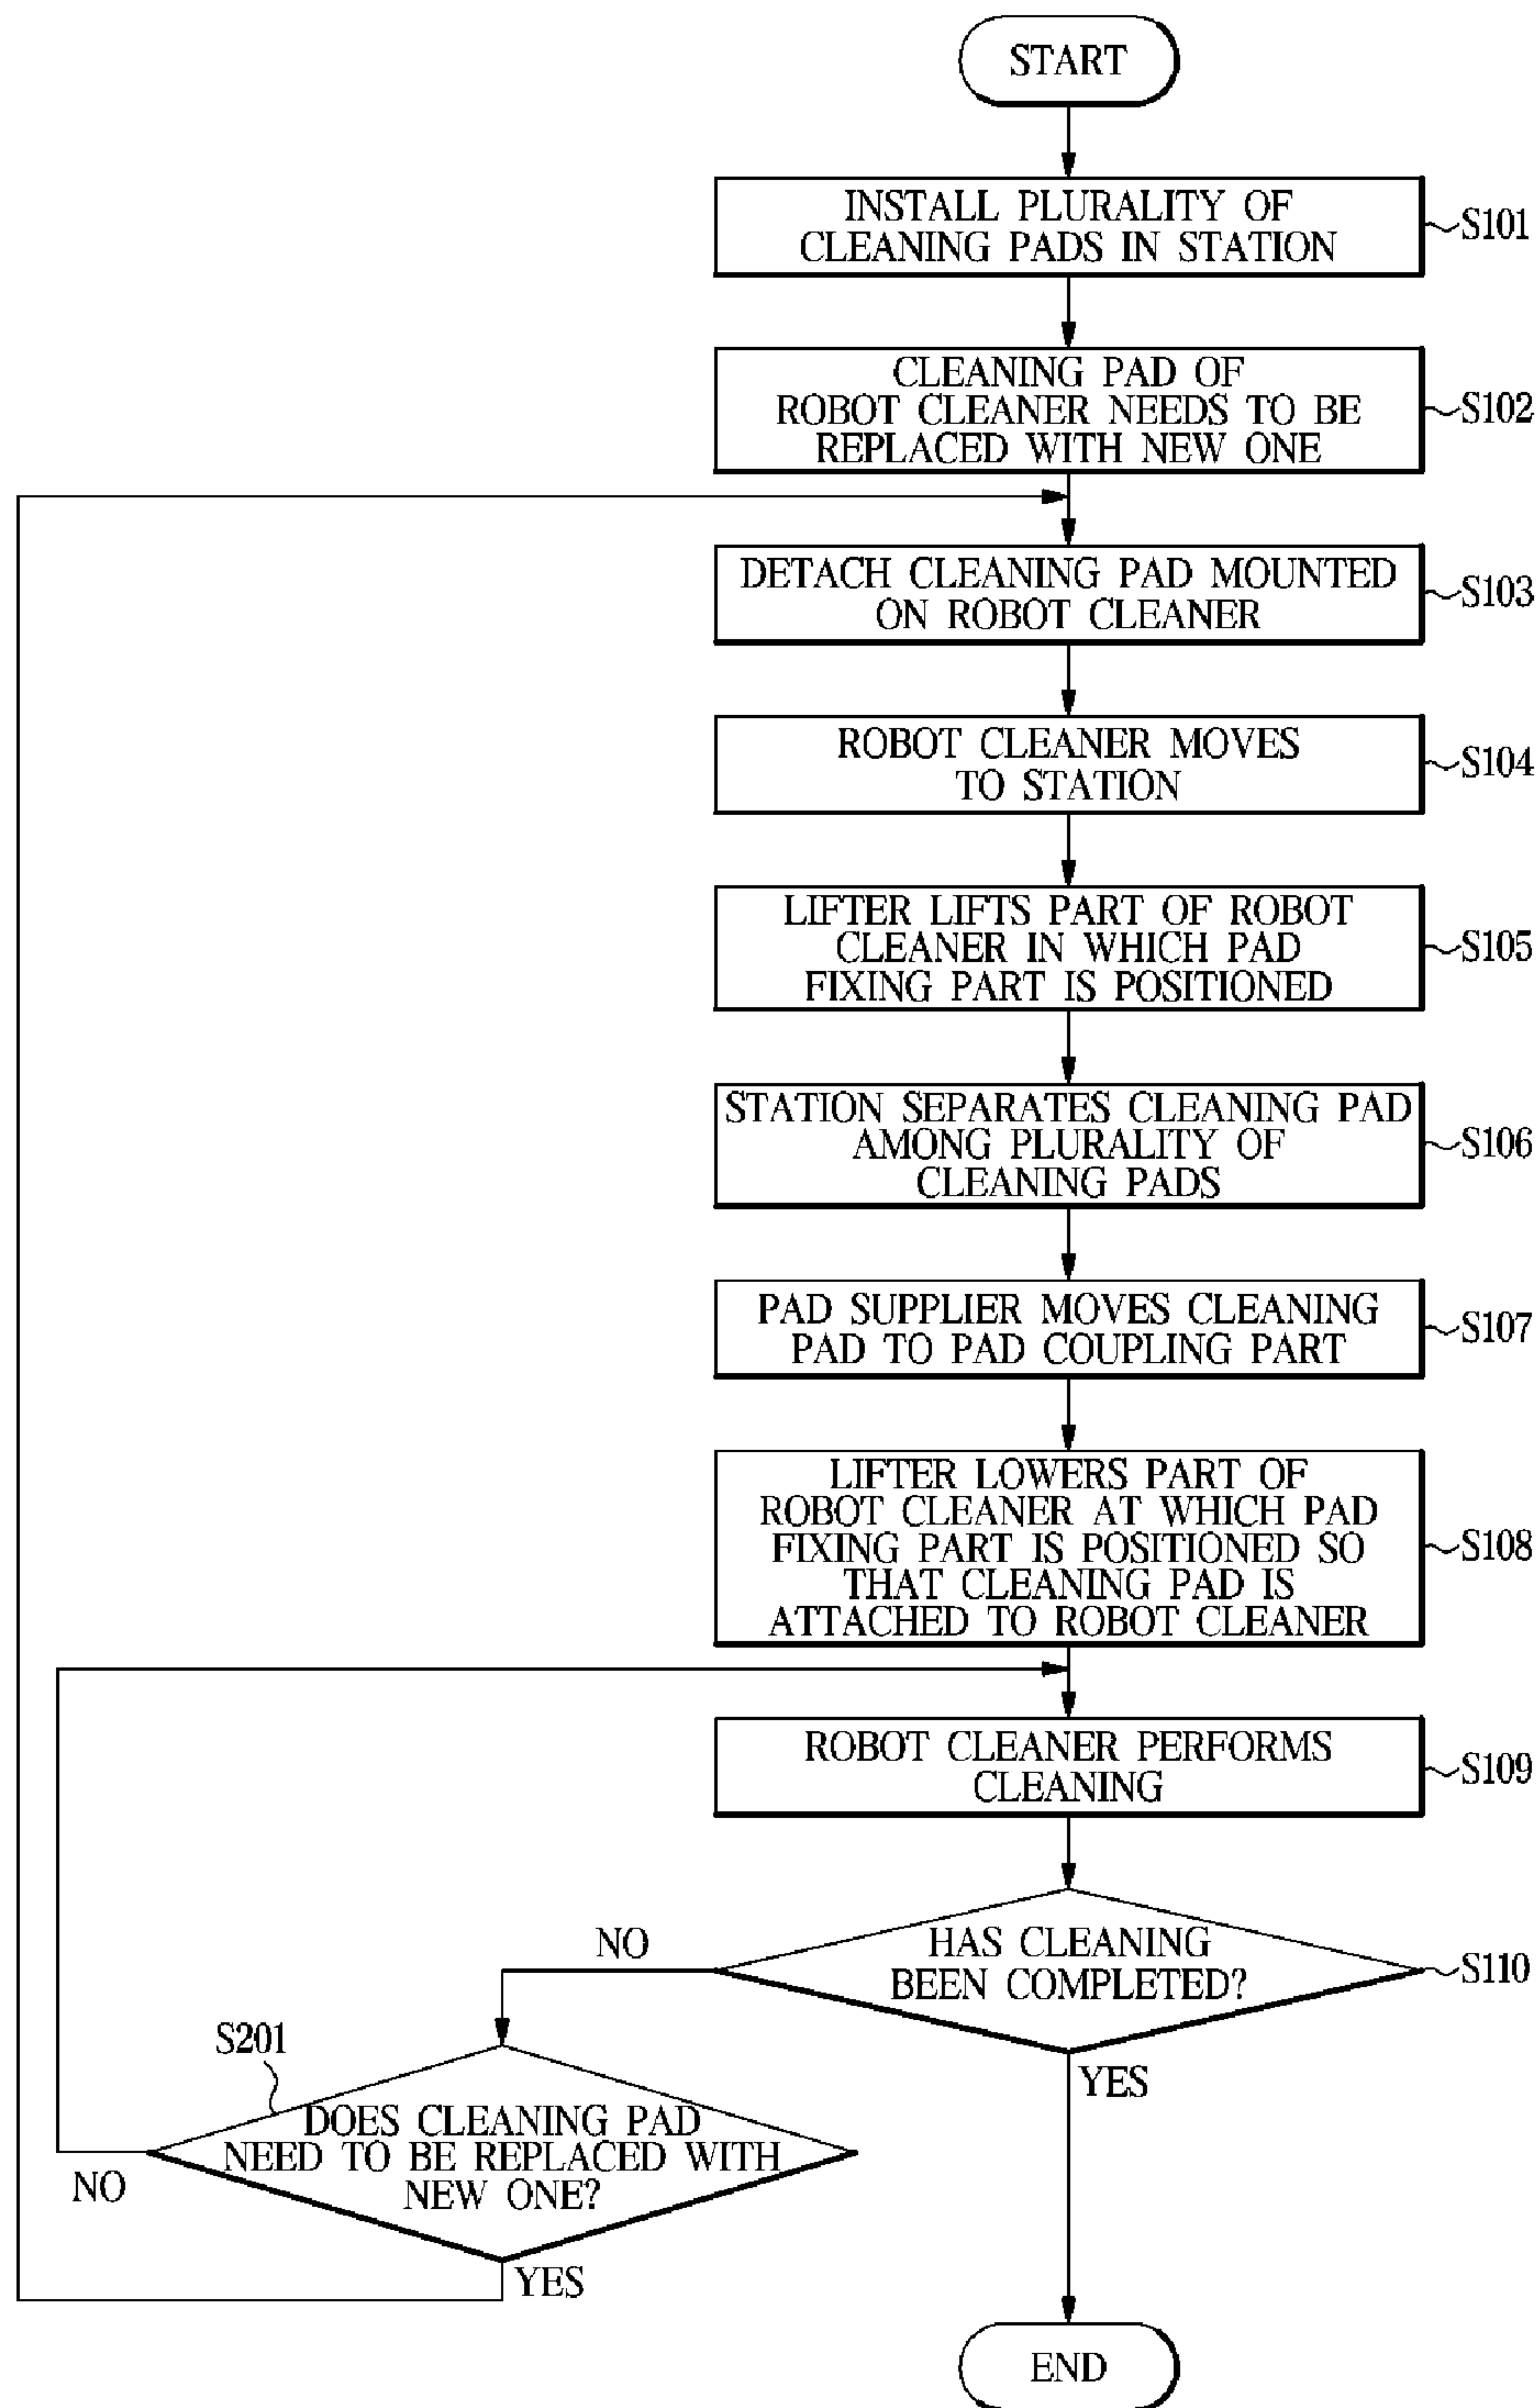 START
INSTALL PLURALITY OF
CLEANING PADS IN STATION
S101
CLEANING PAD OF
ROBOT CLEANER NEEDS TO BE
REPLACED WITH NEW ONE
S102
DETACH CLEANING PAD MOUNTED
ON ROBOT CLEANER
S103
ROBOT CLEANER MOVES
TO STATION
S104
LIFTER LIFTS PART OF ROBOT
CLEANER IN WHICH PAD
FIXING PART IS POSITIONED
S105
STATION SEPARATES CLEANING PAD
AMONG PLURALITY OF
CLEANING PADS
S106
PAD SUPPLIER MOVES CLEANING
PAD TO PAD COUPLING PART
S107
LIFTER LOWERS PART OF
ROBOT CLEANER AT WHICH PAD
FIXING PART IS POSITIONED SO
THAT CLEANING PAD IS
ATTACHED TO ROBOT CLEANER
S108
ROBOT CLEANER PERFORMS
CLEANING
S109
HAS CLEANING
BEEN COMPLETED?
S110
NO
YES
S201
DOES CLEANING PAD
NEED TO BE REPLACED WITH
NEW ONE?
NO
YES
END